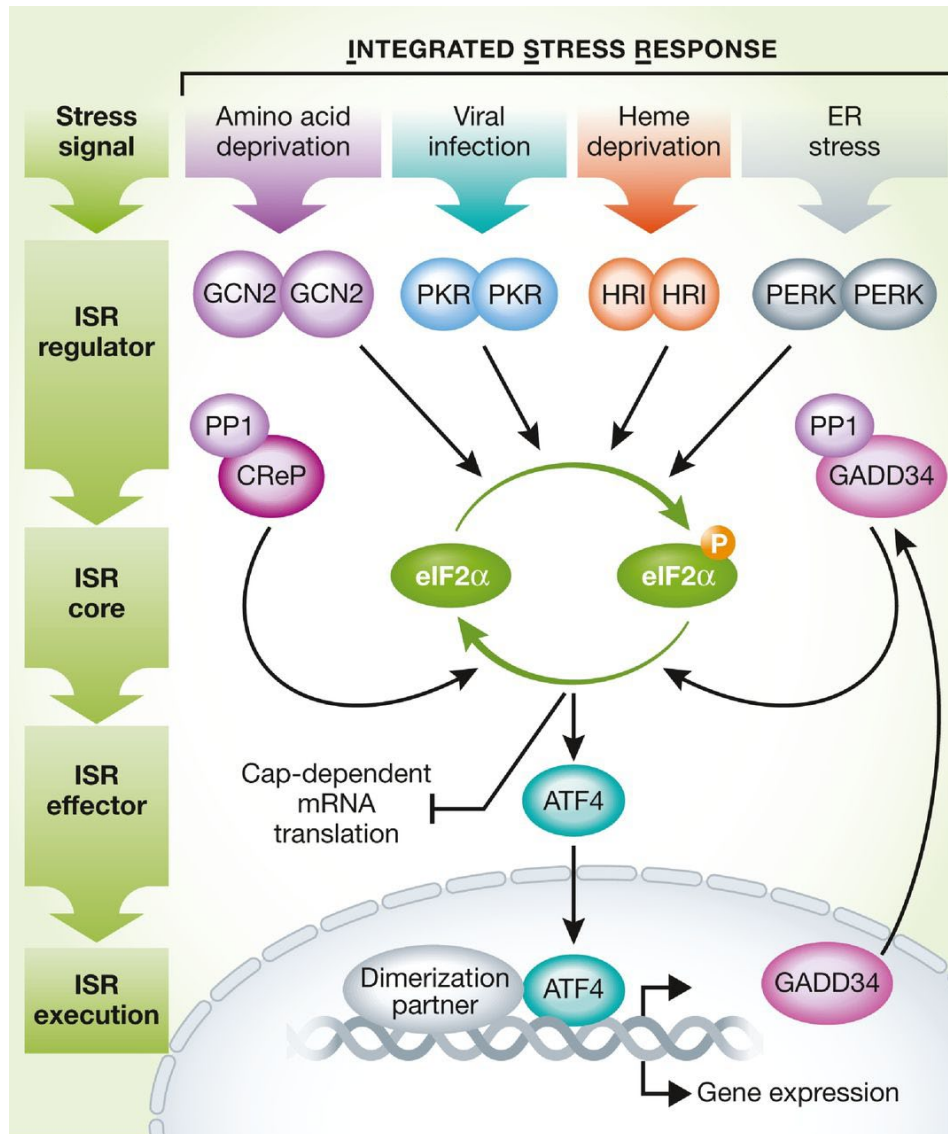 INTEGRATED STRESS RESPONSE
Stress
signal
Amino acid
deprivation
Viral
infection
Heme
deprivation
ER
stress
ISR
regulator
GCN2 GCN2
PKR PKR
HRI HRI
PERK PERK
PP1
CReP
PP1
GADD34
ISR
core
eIF2α
eIF2α
P
ISR
effector
Cap-dependent
mRNA
translation
ATF4
ISR
execution
Dimerization
partner
ATF4
GADD34
Gene expression